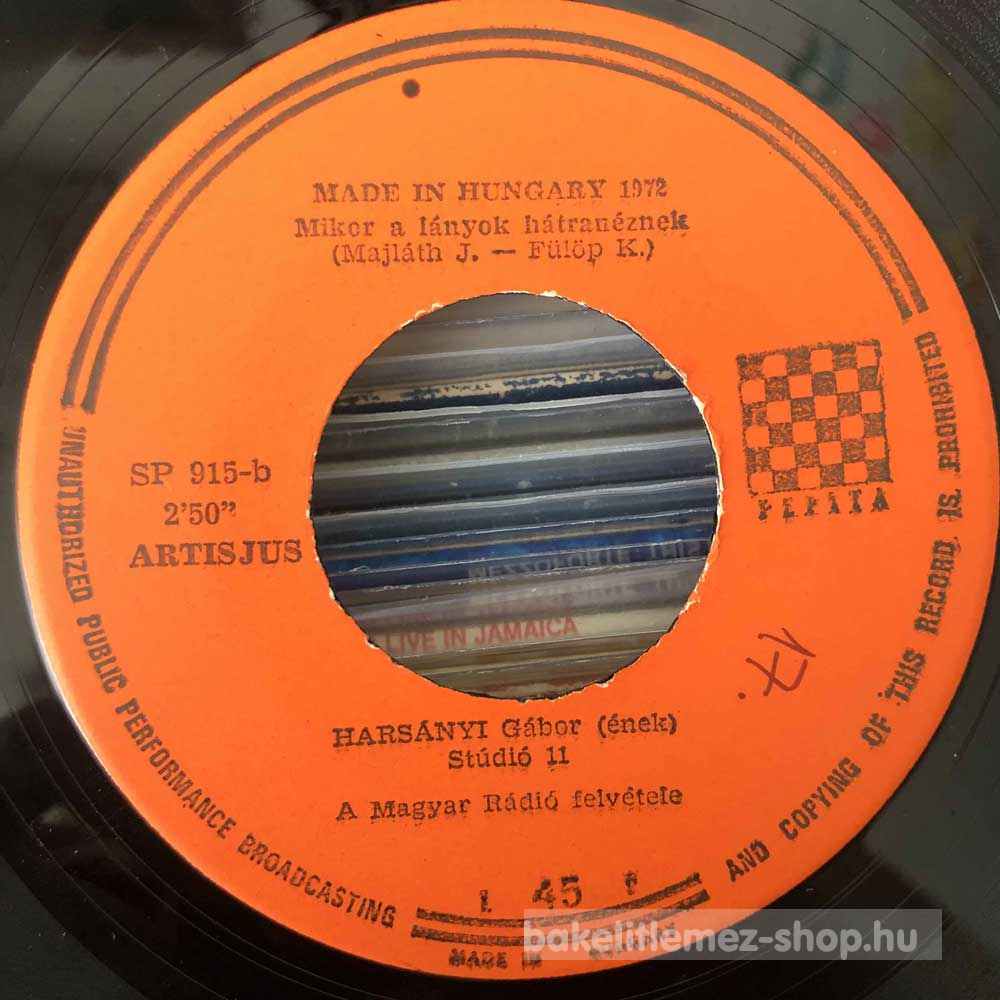 MADE IN HUNGARY 1972
Mikor a lányok hátranéznek
(Majláth J. — Fülöp K.)
SP 915-b
2'50"
ARTISJUS
PEPITA
LIVE IN JAMAICA
17.
HARSÁNYI Gábor (ének)
Stúdió 11
A Magyar Rádió felvétele
45
UNAUTHORIZED PUBLIC PERFORMANCE BROADCASTING AND COPYING OF THIS RECORD IS PROHIBITED
MADE IN
bakelitlemez-shop.hu